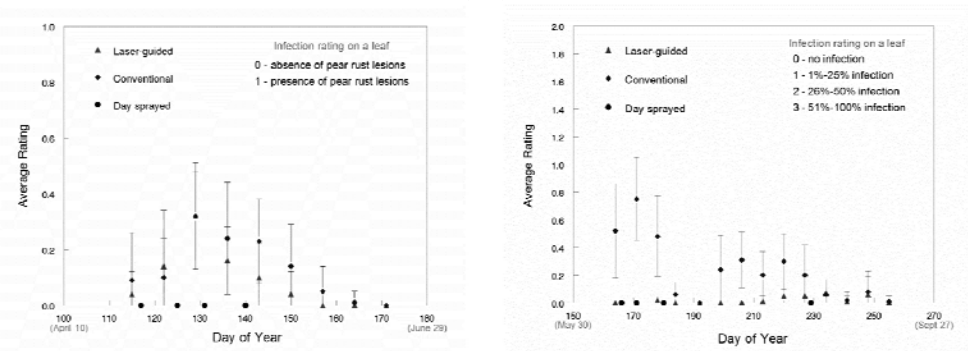 1.0
0.8
0.6
0.4
0.2
0.0
Average Rating
Laser-guided
Conventional
Day sprayed
Infection rating on a leaf
0 - absence of pear rust lesions
1 - presence of pear rust lesions
100 110 120 130 140 150 160 170 180
(April 10) (June 29)
Day of Year
2.0
1.8
1.6
1.4
1.2
1.0
0.8
0.6
0.4
0.2
0.0
Average Rating
Laser-guided
Conventional
Day sprayed
Infection rating on a leaf
0 - no infection
1 - 1%-25% infection
2 - 26%-50% infection
3 - 51%-100% infection
150 170 190 210 230 250 270
(May 30) (Sept 27)
Day of Year